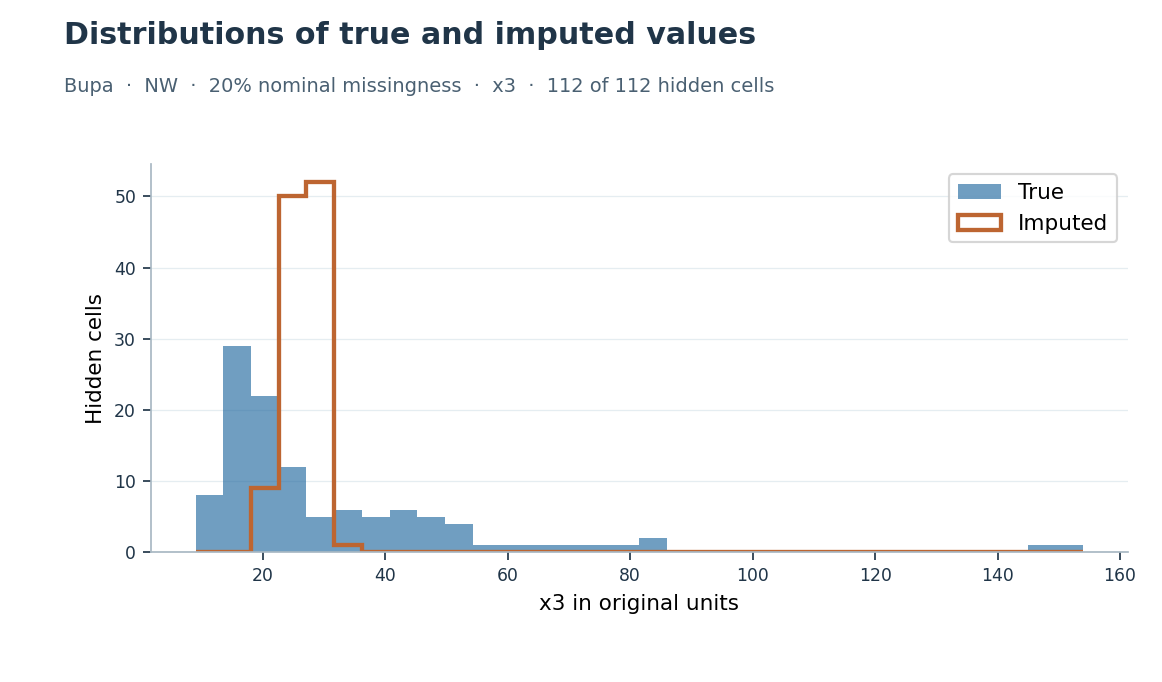 Distributions of true and imputed values
Bupa · NW · 20% nominal missingness · x3 · 112 of 112 hidden cells
True
Imputed
Hidden cells
50
40
30
20
10
0
20 40 60 80 100 120 140 160
x3 in original units